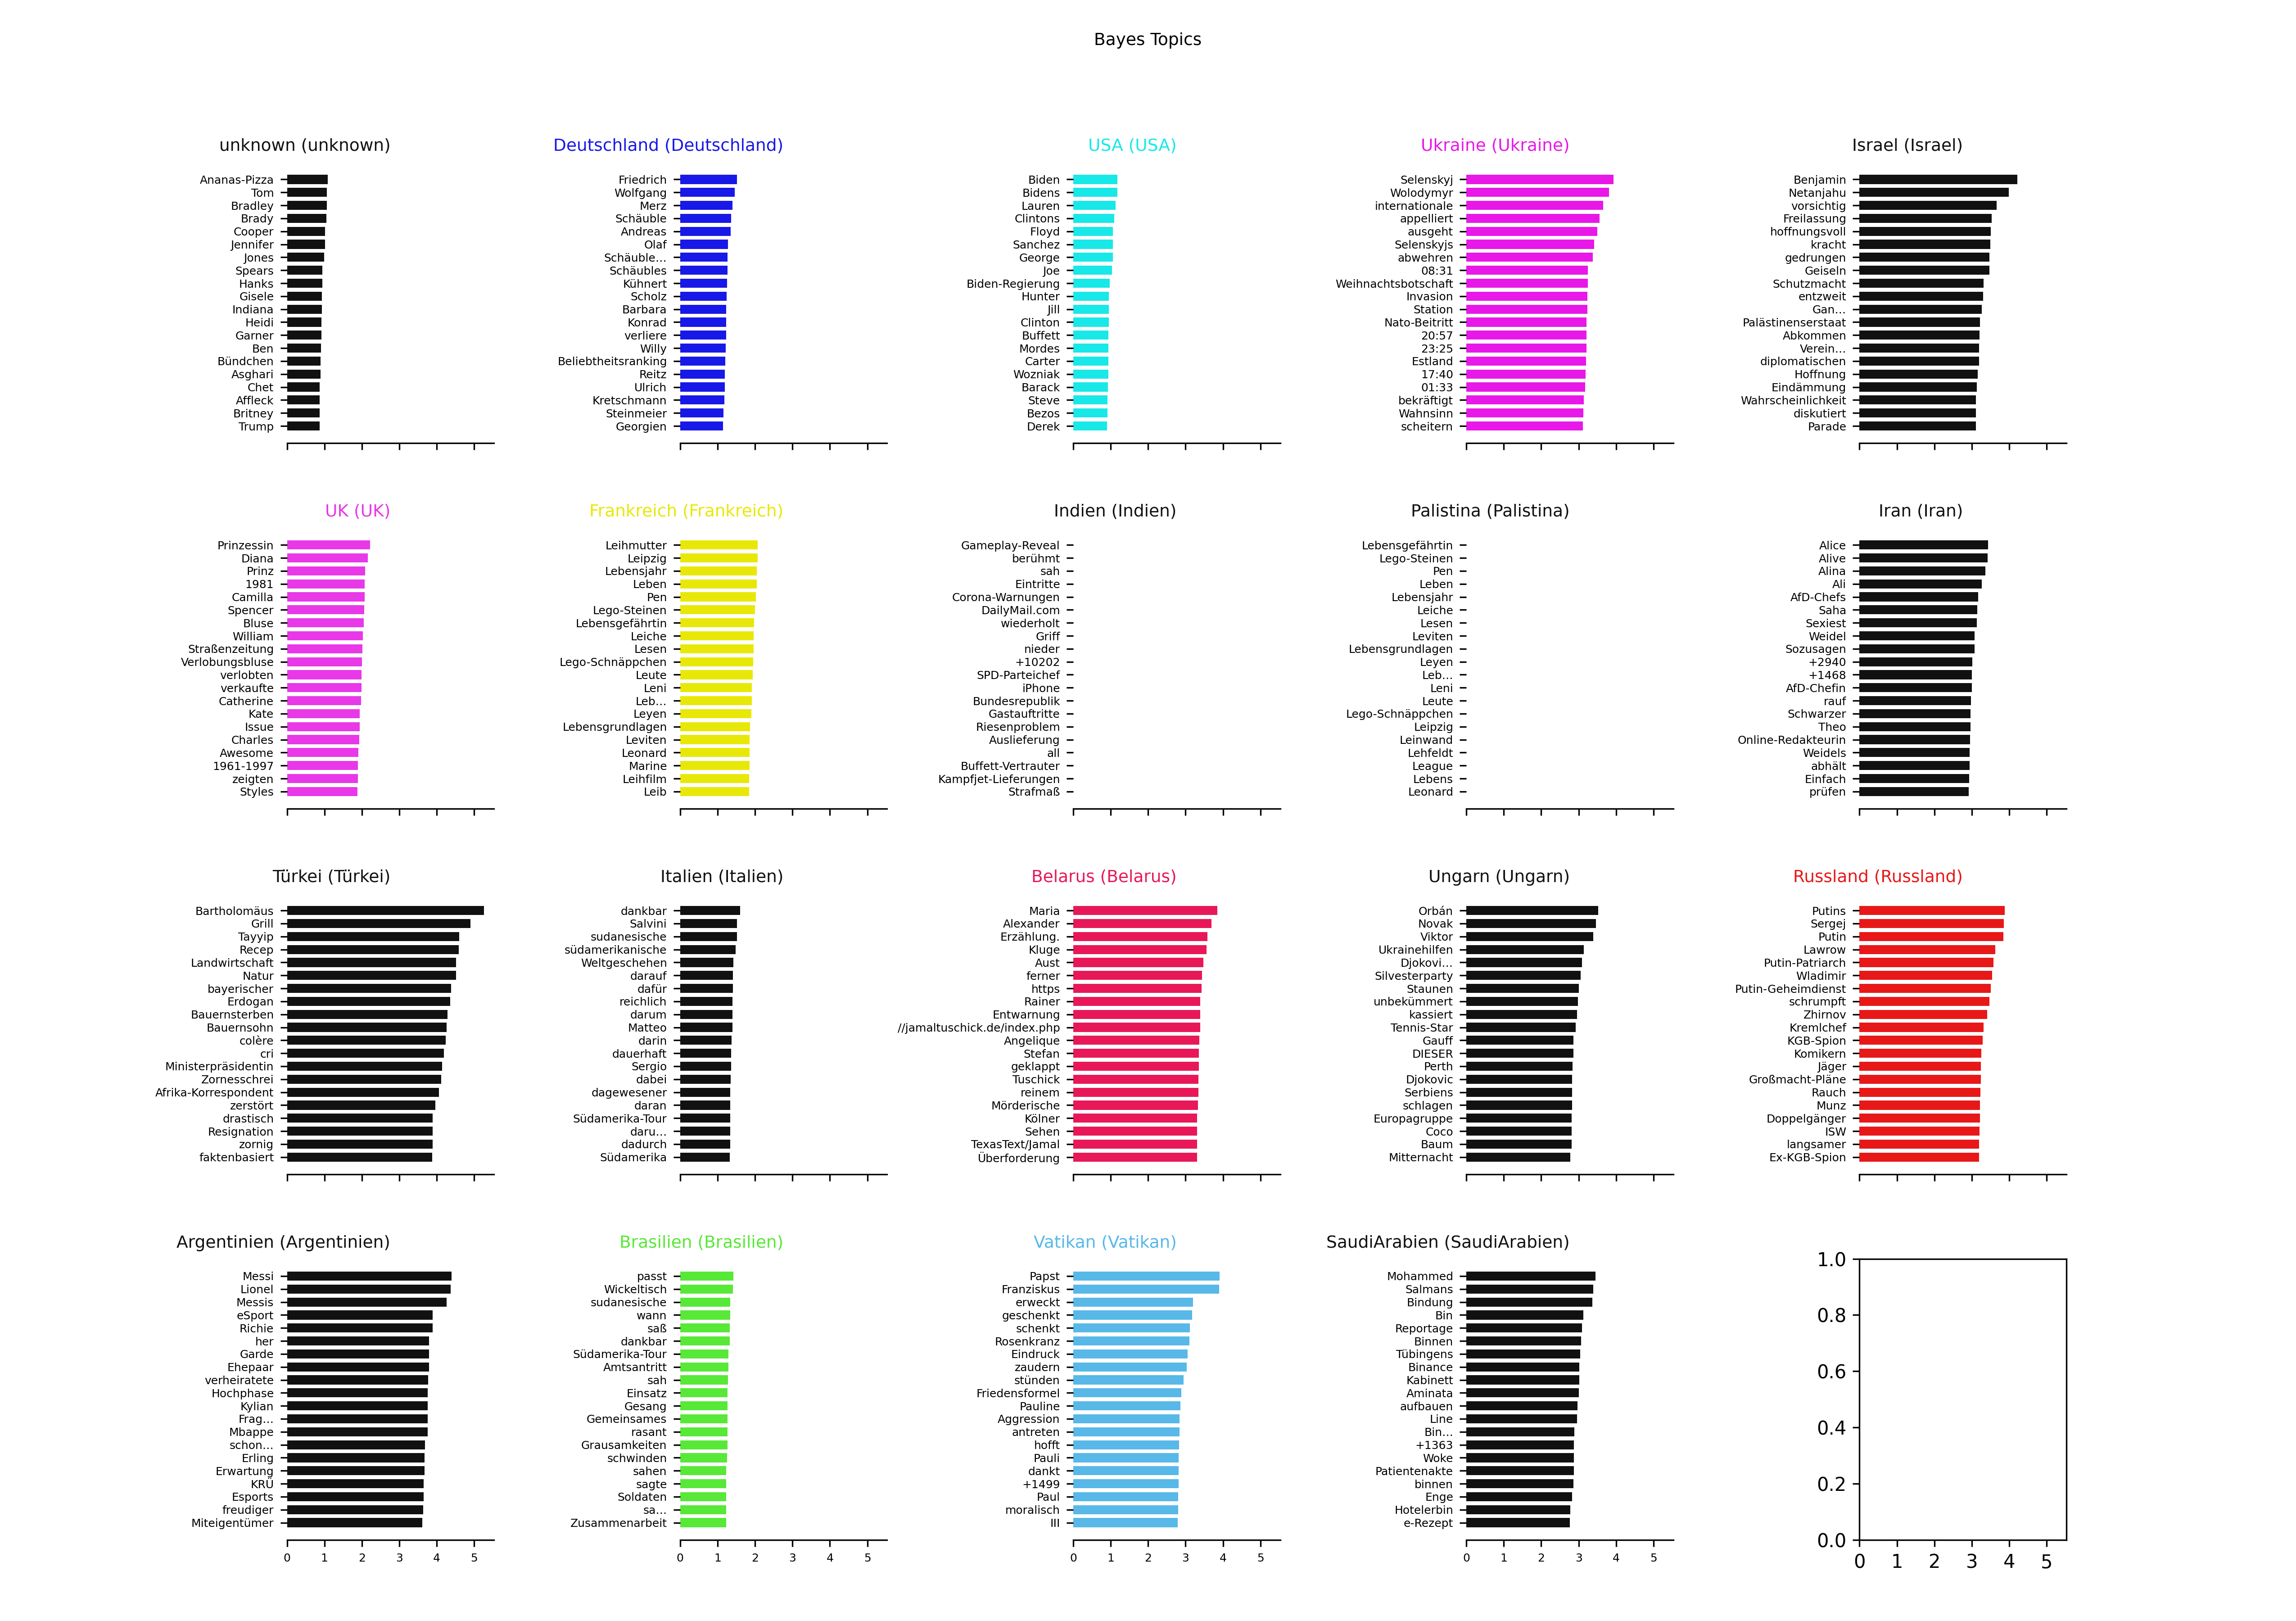 Bayes Topics
unknown (unknown)
Ananas-Pizza
Tom
Bradley
Brady
Cooper
Jennifer
Jones
Spears
Hanks
Gisele
Indiana
Heidi
Garner
Ben
Bündchen
Asghari
Chet
Affleck
Britney
Trump
Deutschland (Deutschland)
Friedrich
Wolfgang
Merz
Schäuble
Andreas
Olaf
Schäuble...
Schäubles
Kühnert
Scholz
Barbara
Konrad
verliere
Willy
Beliebtheitsranking
Reitz
Ulrich
Kretschmann
Steinmeier
Georgien
USA (USA)
Biden
Bidens
Lauren
Clintons
Floyd
Sanchez
George
Joe
Biden-Regierung
Hunter
Jill
Clinton
Buffett
Mordes
Carter
Wozniak
Barack
Steve
Bezos
Derek
Ukraine (Ukraine)
Selenskyj
Wolodymyr
internationale
appelliert
ausgeht
Selenskyjs
abwehren
08:31
Weihnachtsbotschaft
Invasion
Station
Nato-Beitritt
20:57
23:25
Estland
17:40
01:33
bekräftigt
Wahnsinn
scheitern
Israel (Israel)
Benjamin
Netanjahu
vorsichtig
Freilassung
hoffnungsvoll
kracht
gedrungen
Geiseln
Schutzmacht
entzweit
Gan...
Palästinenserstaat
Abkommen
Verein...
diplomatischen
Hoffnung
Eindämmung
Wahrscheinlichkeit
diskutiert
Parade
UK (UK)
Prinzessin
Diana
Prinz
1981
Camilla
Spencer
Bluse
William
Straßenzeitung
Verlobungsbluse
verlobten
verkaufte
Catherine
Kate
Issue
Charles
Awesome
1961-1997
zeigten
Styles
Frankreich (Frankreich)
Leihmutter
Leipzig
Lebensjahr
Leben
Pen
Lego-Steinen
Lebensgefährtin
Leiche
Lesen
Lego-Schnäppchen
Leute
Leni
Leb...
Leyen
Lebensgrundlagen
Leviten
Leonard
Marine
Leihfilm
Leib
Indien (Indien)
Gameplay-Reveal
berühmt
sah
Eintritte
Corona-Warnungen
DailyMail.com
wiederholt
Griff
nieder
+10202
SPD-Parteichef
iPhone
Bundesrepublik
Gastauftritte
Riesenproblem
Auslieferung
all
Buffett-Vertrauter
Kampfjet-Lieferungen
Strafmaß
Palistina (Palistina)
Lebensgefährtin
Lego-Steinen
Pen
Leben
Lebensjahr
Leiche
Lesen
Leviten
Lebensgrundlagen
Leyen
Leb...
Leni
Leute
Lego-Schnäppchen
Leipzig
Leinwand
Lehfeldt
League
Lebens
Leonard
Iran (Iran)
Alice
Alive
Alina
Ali
AfD-Chefs
Saha
Sexiest
Weidel
Sozusagen
+2940
+1468
AfD-Chefin
rauf
Schwarzer
Theo
Online-Redakteurin
Weidels
abhält
Einfach
prüfen
Türkei (Türkei)
Bartholomäus
Grill
Tayyip
Recep
Landwirtschaft
Natur
bayerischer
Erdogan
Bauernsterben
Bauernsohn
colère
cri
Ministerpräsidentin
Zornesschrei
Afrika-Korrespondent
zerstört
drastisch
Resignation
zornig
faktenbasiert
Italien (Italien)
dankbar
Salvini
sudanesische
südamerikanische
Weltgeschehen
darauf
dafür
reichlich
darum
Matteo
darin
dauerhaft
Sergio
dabei
dagewesener
daran
Südamerika-Tour
daru...
dadurch
Südamerika
Belarus (Belarus)
Maria
Alexander
Erzählung.
Kluge
Aust
ferner
https
Rainer
Entwarnung
//jamaltuschick.de/index.php
Angelique
Stefan
geklappt
Tuschick
reinem
Mörderische
Kölner
Sehen
TexasText/Jamal
Überforderung
Ungarn (Ungarn)
Orbán
Novak
Viktor
Ukrainehilfen
Djokovi...
Silvesterparty
Staunen
unbekümmert
kassiert
Tennis-Star
Gauff
DIESER
Perth
Djokovic
Serbiens
schlagen
Europagruppe
Coco
Baum
Mitternacht
Russland (Russland)
Putins
Sergej
Putin
Lawrow
Putin-Patriarch
Wladimir
Putin-Geheimdienst
schrumpft
Zhirnov
Kremlchef
KGB-Spion
Komikern
Jäger
Großmacht-Pläne
Rauch
Munz
Doppelgänger
ISW
langsamer
Ex-KGB-Spion
Argentinien (Argentinien)
Messi
Lionel
Messis
eSport
Richie
her
Garde
Ehepaar
verheiratete
Hochphase
Kylian
Frag...
Mbappe
schon...
Erling
Erwartung
KRÜ
Esports
freudiger
Miteigentümer
0 1 2 3 4 5
Brasilien (Brasilien)
passt
Wickeltisch
sudanesische
wann
saß
dankbar
Südamerika-Tour
Amtsantritt
sah
Einsatz
Gesang
Gemeinsames
rasant
Grausamkeiten
schwinden
sahen
sagte
Soldaten
sa...
Zusammenarbeit
0 1 2 3 4 5
Vatikan (Vatikan)
Papst
Franziskus
erweckt
geschenkt
schenkt
Rosenkranz
Eindruck
zaudern
stünden
Friedensformel
Pauline
Aggression
antreten
hofft
Pauli
dankt
+1499
Paul
moralisch
III
0 1 2 3 4 5
SaudiArabien (SaudiArabien)
Mohammed
Salmans
Bindung
Bin
Reportage
Binnen
Tübingens
Binance
Kabinett
Aminata
aufbauen
Line
Bin...
+1363
Woke
Patientenakte
binnen
Enge
Hotelerbin
e-Rezept
0 1 2 3 4 5
1.0
0.8
0.6
0.4
0.2
0.0
0 1 2 3 4 5